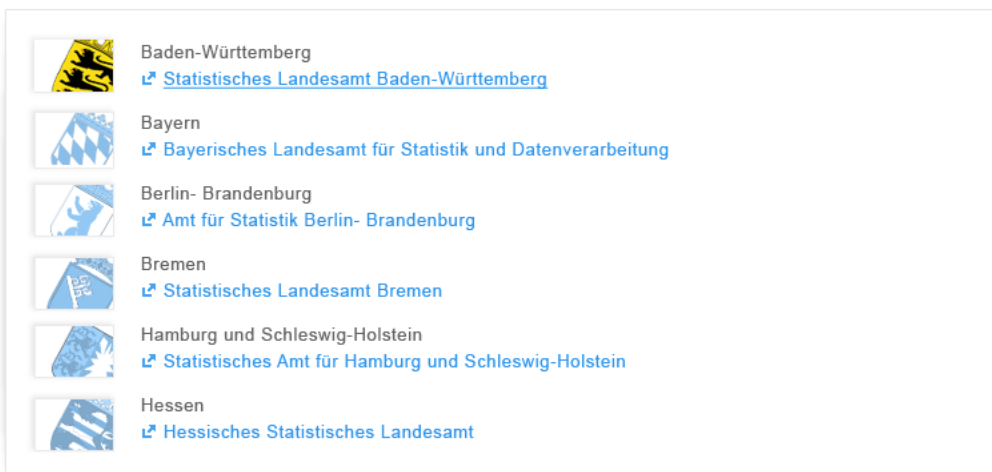 Baden-Württemberg
Statistisches Landesamt Baden-Württemberg
Bayern
Bayerisches Landesamt für Statistik und Datenverarbeitung
Berlin- Brandenburg
Amt für Statistik Berlin- Brandenburg
Bremen
Statistisches Landesamt Bremen
Hamburg und Schleswig-Holstein
Statistisches Amt für Hamburg und Schleswig-Holstein
Hessen
Hessisches Statistisches Landesamt